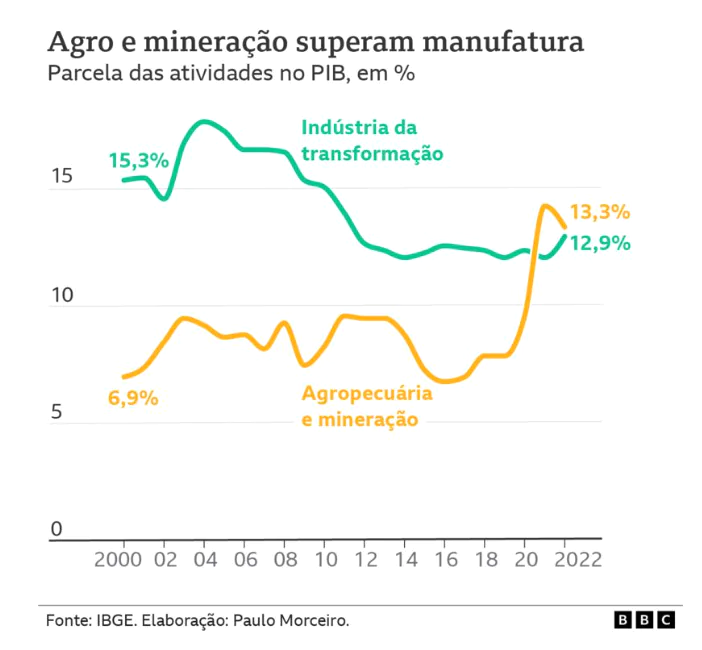 Agro e mineração superam manufatura
Parcela das atividades no PIB, em %
Indústria da
transformação
15,3%
15
13,3%
12,9%
10
Agropecuária
e mineração
6,9%
5
0
2000 02 04 06 08 10 12 14 16 18 20 2022
Fonte: IBGE. Elaboração: Paulo Morceiro.
BBC